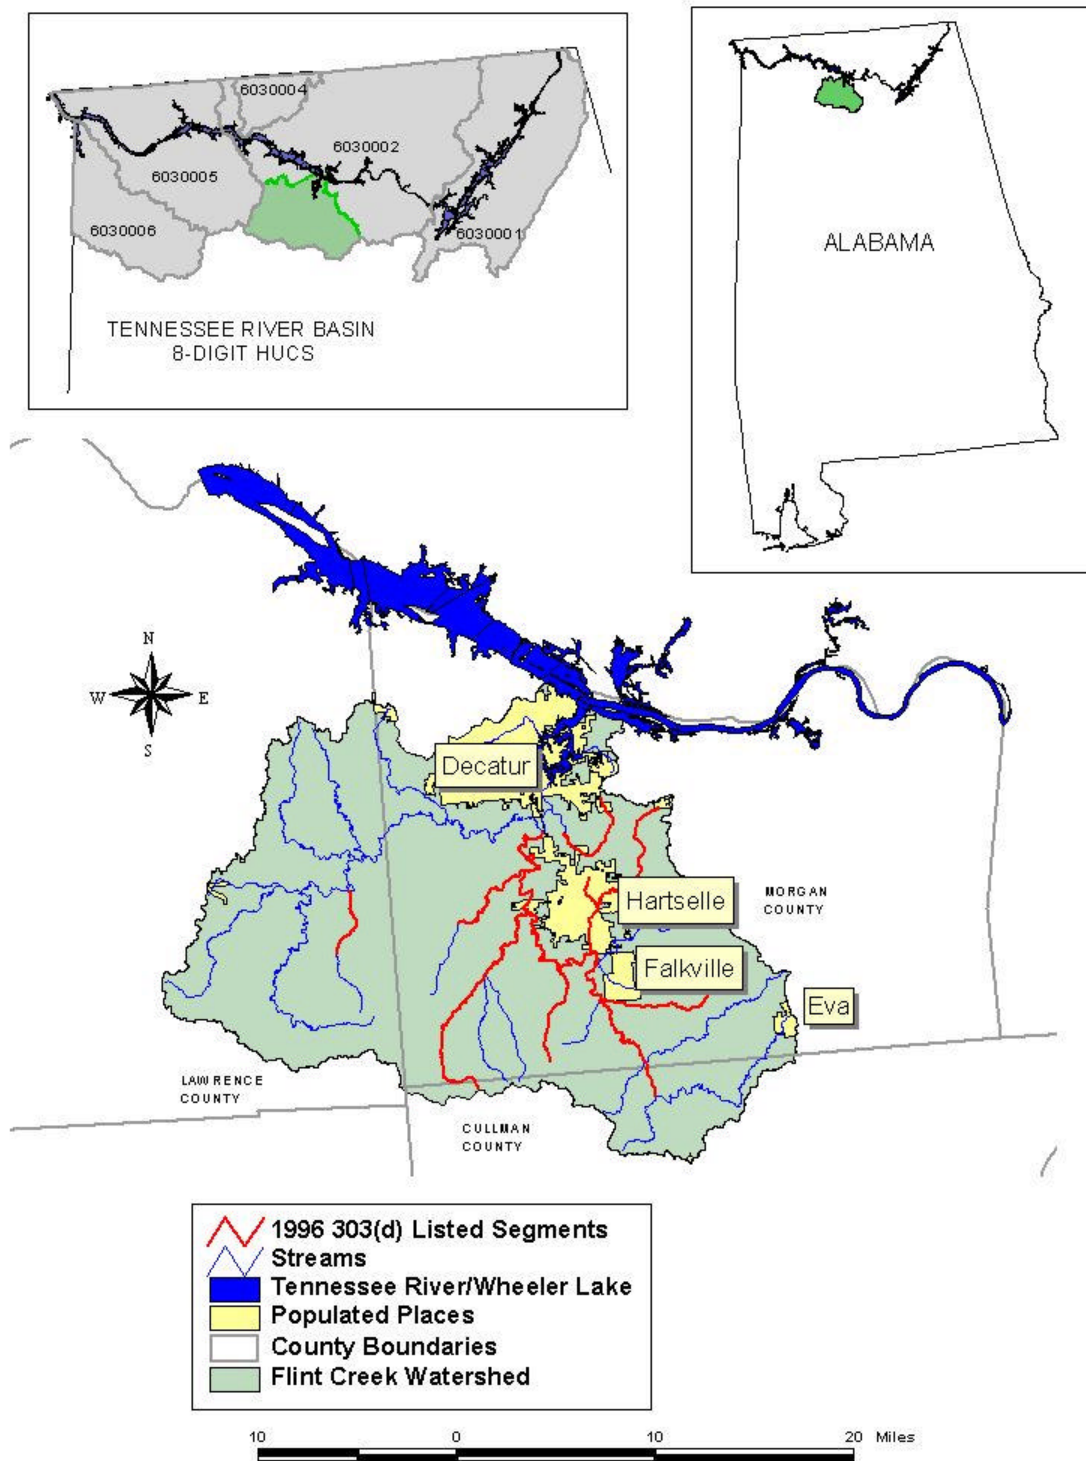 6030004
6030002
6030005
6030006
6030001
TENNESSEE RIVER BASIN
8-DIGIT HUCS
ALABAMA
N
W
E
S
Decatur
Hartselle
MORGAN
COUNTY
Falkville
Eva
LAWRENCE
COUNTY
CULLMAN
COUNTY
1996 303(d) Listed Segments
Streams
Tennessee River/Wheeler Lake
Populated Places
County Boundaries
Flint Creek Watershed
10 0 10 20 Miles